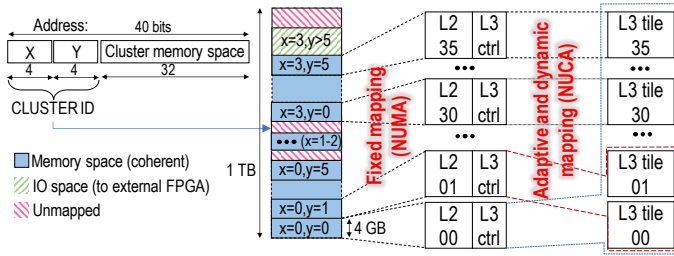 Address:
40 bits
X Y Cluster memory space
4 4 32
CLUSTER ID
Memory space (coherent)
IO space (to external FPGA)
Unmapped
1 TB
x=3,y>5
x=3,y=5
x=3,y=0
••• (x=1-2)
x=0,y=5
x=0,y=1
x=0,y=0
4 GB
Fixed mapping
(NUMA)
L2 L3
35 ctrl
•••
L2 L3
30 ctrl
•••
L2 L3
01 ctrl
L2 L3
00 ctrl
Adaptive and dynamic
mapping (NUCA)
L3 tile
35
•••
L3 tile
30
•••
L3 tile
01
L3 tile
00